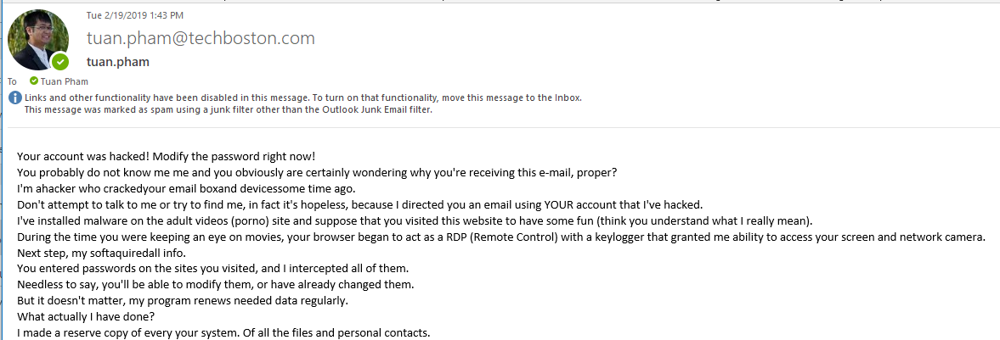 Tue 2/19/2019 1:43 PM
tuan.pham@techboston.com
tuan.pham
To Tuan Pham
Links and other functionality have been disabled in this message. To turn on that functionality, move this message to the Inbox.
This message was marked as spam using a junk filter other than the Outlook Junk Email filter.
Your account was hacked! Modify the password right now!
You probably do not know me me and you obviously are certainly wondering why you're receiving this e-mail, proper?
I'm ahacker who crackedyour email boxand devicessome time ago.
Don't attempt to talk to me or try to find me, in fact it's hopeless, because I directed you an email using YOUR account that I've hacked.
I've installed malware on the adult videos (porno) site and suppose that you visited this website to have some fun (think you understand what I really mean).
During the time you were keeping an eye on movies, your browser began to act as a RDP (Remote Control) with a keylogger that granted me ability to access your screen and network camera.
Next step, my softaquiredall info.
You entered passwords on the sites you visited, and I intercepted all of them.
Needless to say, you'll be able to modify them, or have already changed them.
But it doesn't matter, my program renews needed data regularly.
What actually I have done?
I made a reserve copy of every your system. Of all the files and personal contacts.